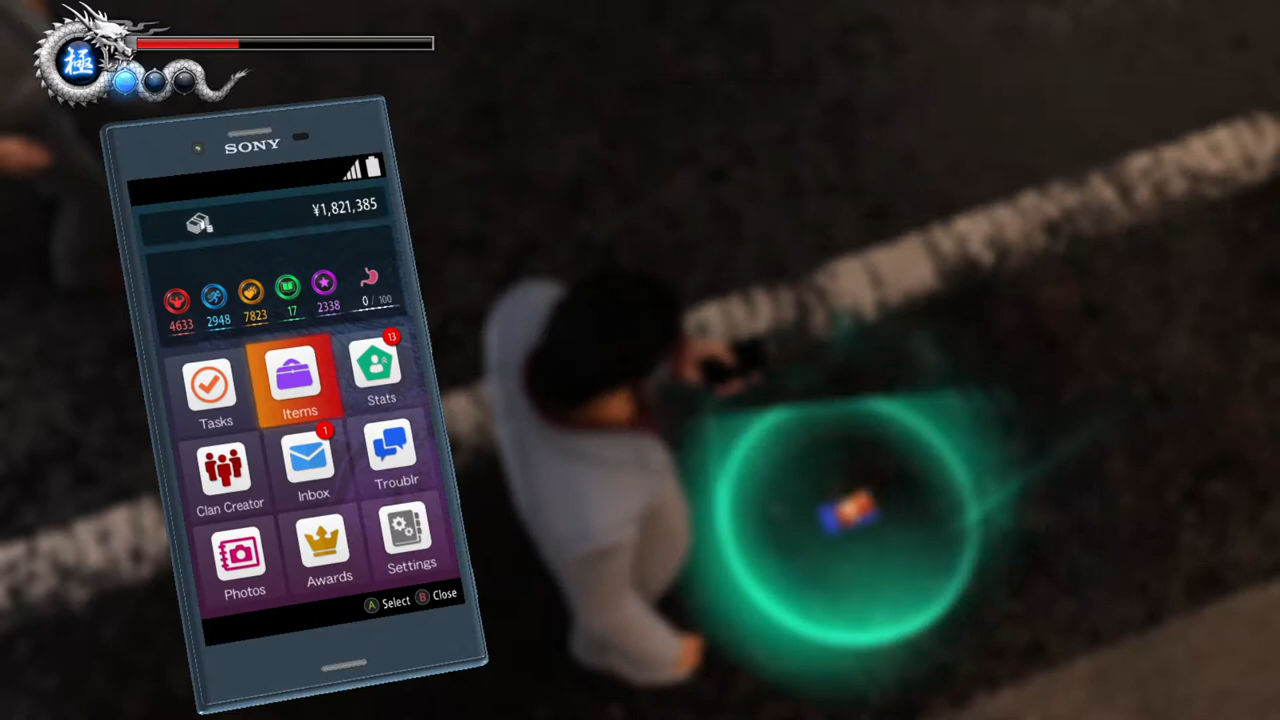 極
SONY
¥1,821,385
4633 2948 7823 17 2338 0 / 100
13
Tasks Items Stats
1
Clan Creator Inbox Troublr
Photos Awards Settings
A Select B Close